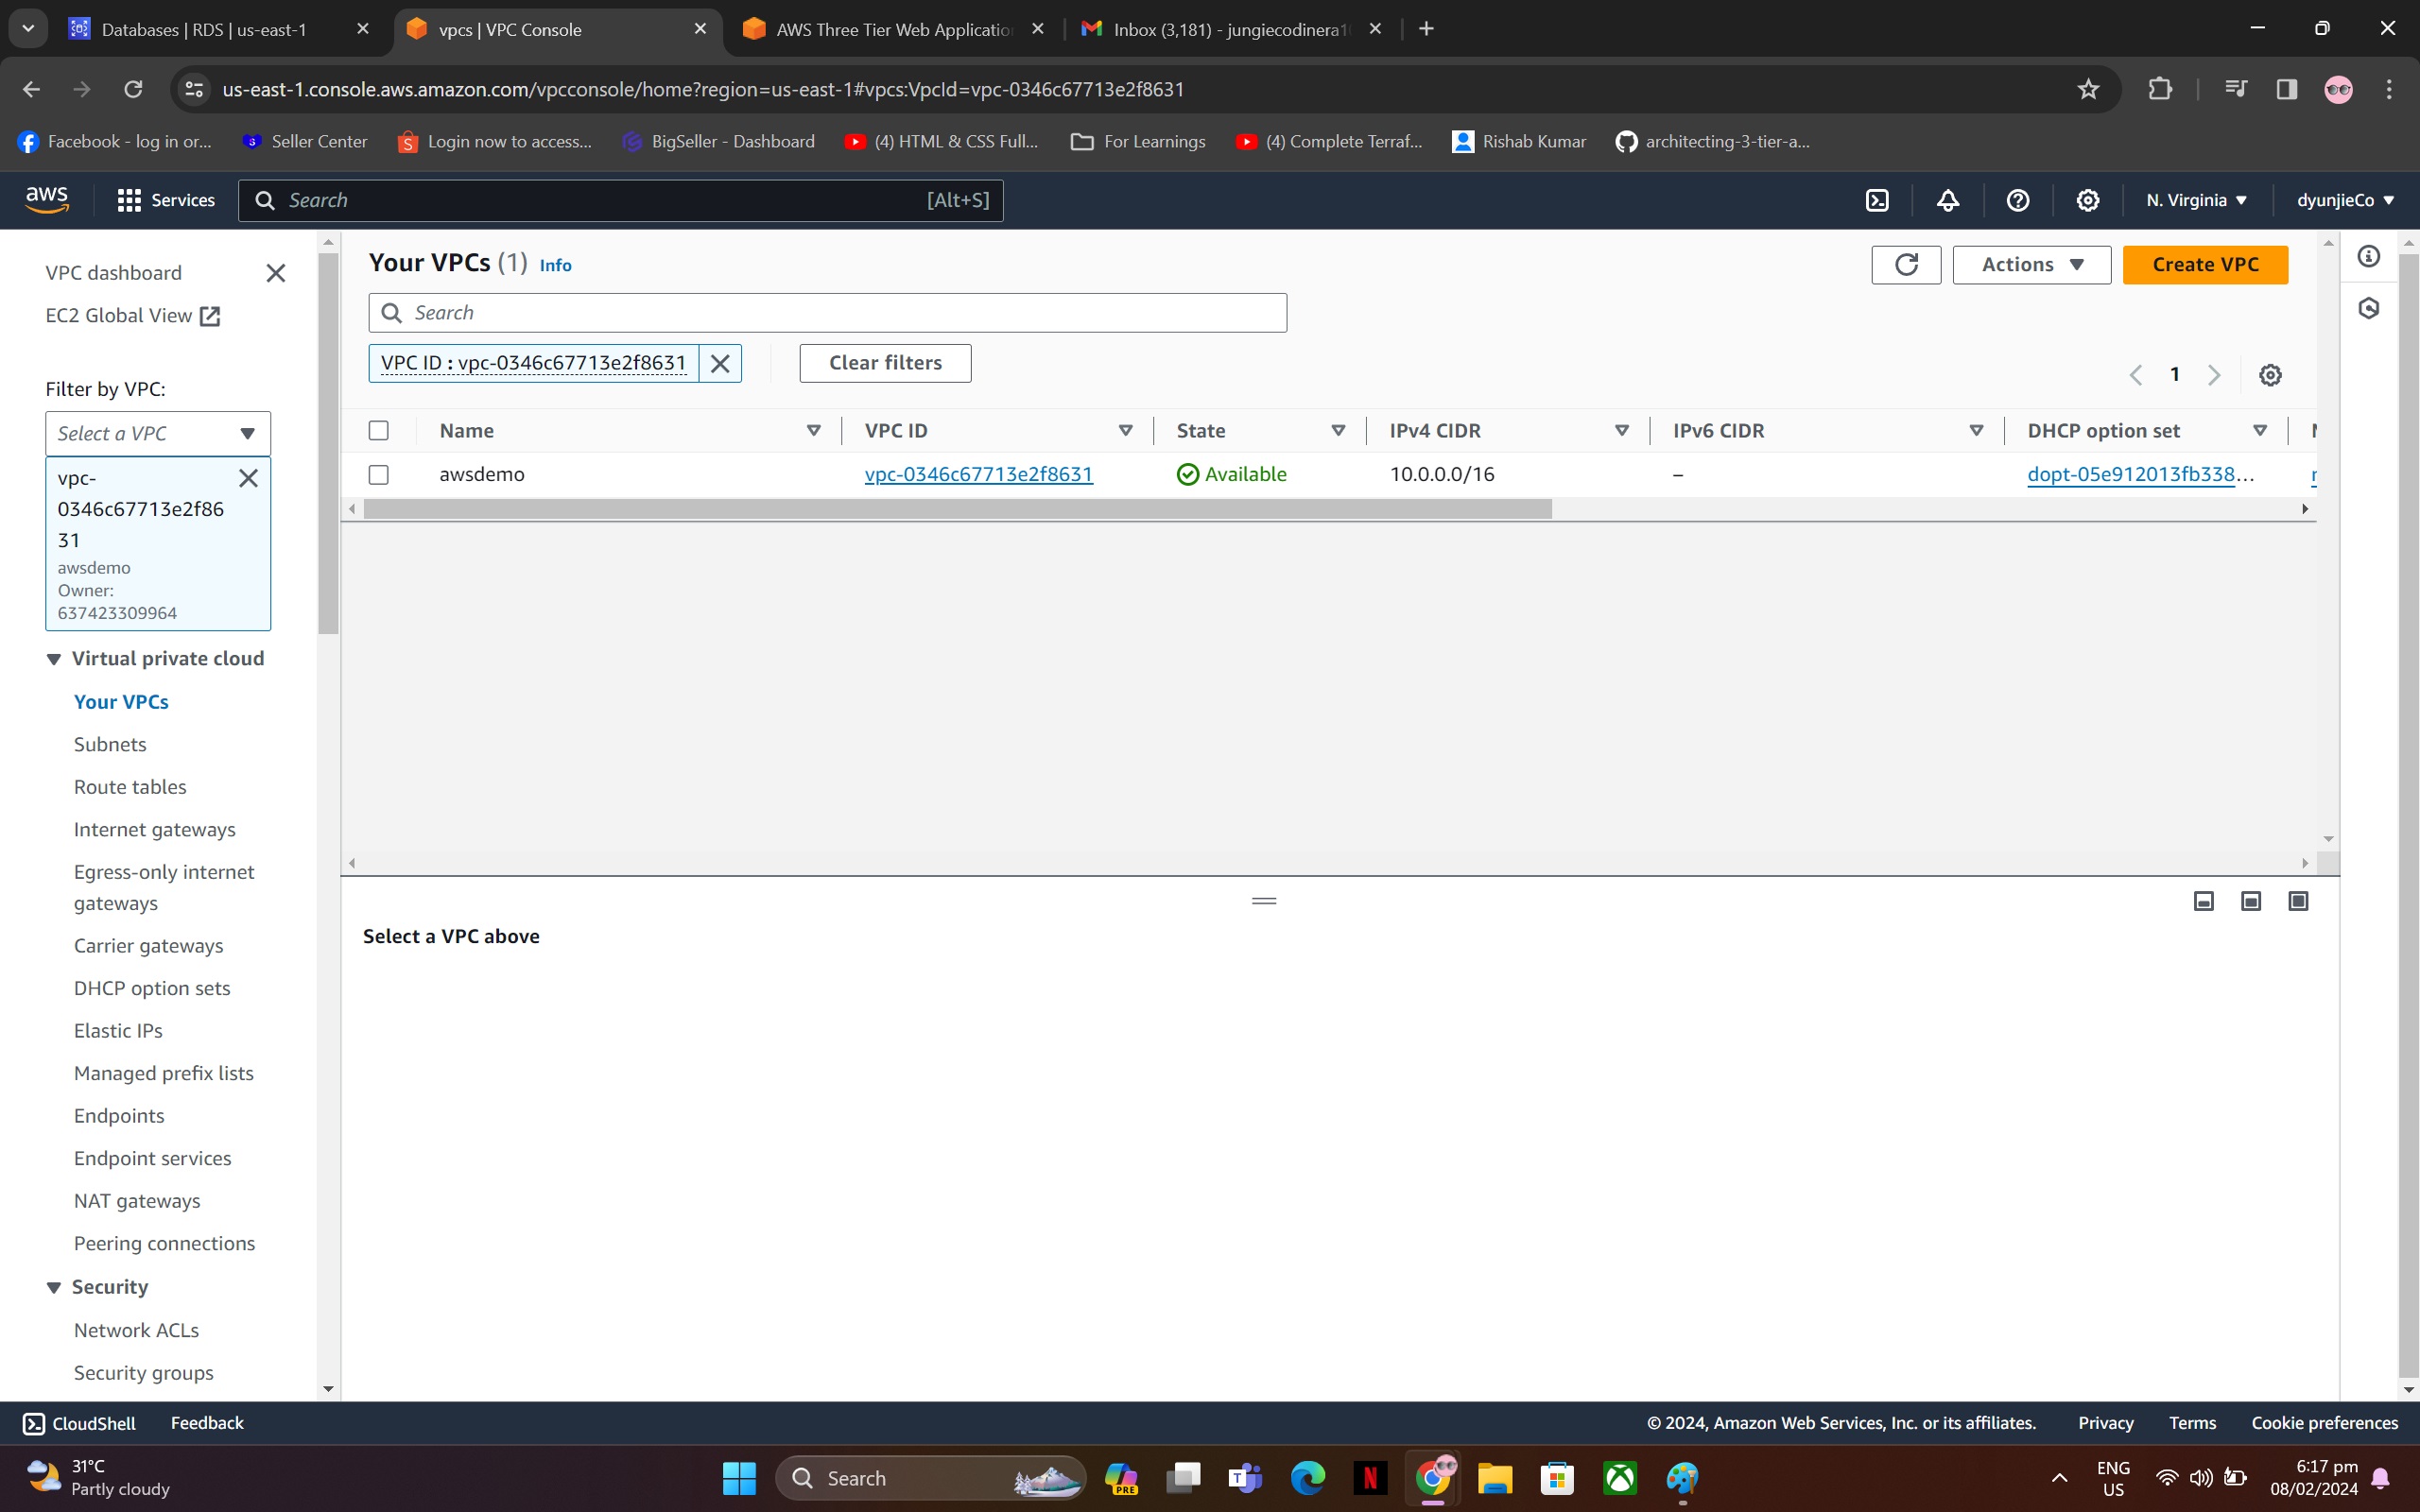 Databases | RDS | us-east-1
vpcs | VPC Console
AWS Three Tier Web Applicatio
Inbox (3,181) - jungiecodinera1
us-east-1.console.aws.amazon.com/vpcconsole/home?region=us-east-1#vpcs:VpcId=vpc-0346c67713e2f8631
Facebook - log in or...
Seller Center
Login now to access...
BigSeller - Dashboard
(4) HTML & CSS Full...
For Learnings
(4) Complete Terraf...
Rishab Kumar
architecting-3-tier-a...
aws
Services
Search
[Alt+S]
N. Virginia
dyunjieCo
VPC dashboard
EC2 Global View
Filter by VPC:
Select a VPC
vpc-
0346c67713e2f86
31
awsdemo
Owner:
637423309964
Virtual private cloud
Your VPCs
Subnets
Route tables
Internet gateways
Egress-only internet
gateways
Carrier gateways
DHCP option sets
Elastic IPs
Managed prefix lists
Endpoints
Endpoint services
NAT gateways
Peering connections
Security
Network ACLs
Security groups
Your VPCs (1) Info
Actions
Create VPC
Search
VPC ID : vpc-0346c67713e2f8631
Clear filters
1
Name VPC ID State IPv4 CIDR IPv6 CIDR DHCP option set
awsdemo vpc-0346c67713e2f8631 Available 10.0.0.0/16 – dopt-05e912013fb338...
Select a VPC above
CloudShell
Feedback
© 2024, Amazon Web Services, Inc. or its affiliates.
Privacy
Terms
Cookie preferences
31°C
Partly cloudy
Search
PRE
ENG
US
6:17 pm
08/02/2024